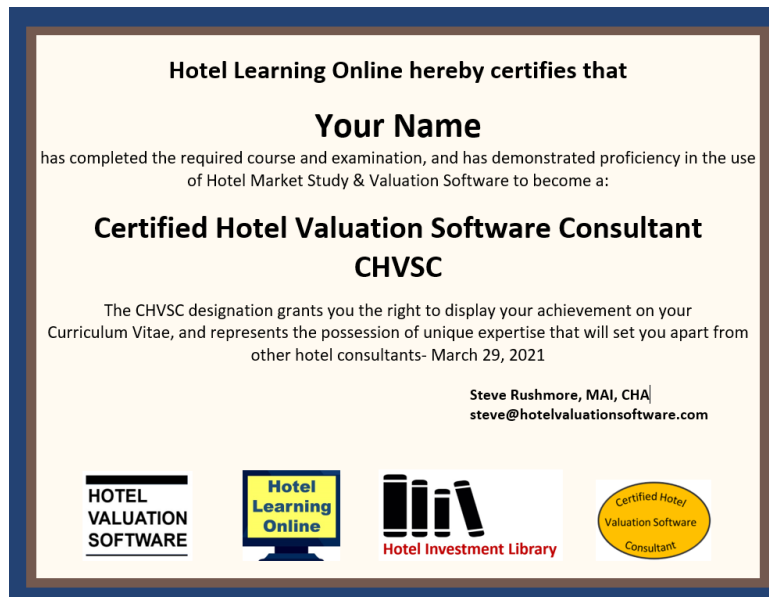 Hotel Learning Online hereby certifies that
Your Name
has completed the required course and examination, and has demonstrated proficiency in the use
of Hotel Market Study & Valuation Software to become a:
Certified Hotel Valuation Software Consultant
CHVSC
The CHVSC designation grants you the right to display your achievement on your
Curriculum Vitae, and represents the possession of unique expertise that will set you apart from
other hotel consultants- March 29, 2021
Steve Rushmore, MAI, CHA
steve@hotelvaluationsoftware.com
HOTEL
VALUATION
SOFTWARE
Hotel
Learning
Online
Hotel Investment Library
Certified Hotel
Valuation Software
Consultant